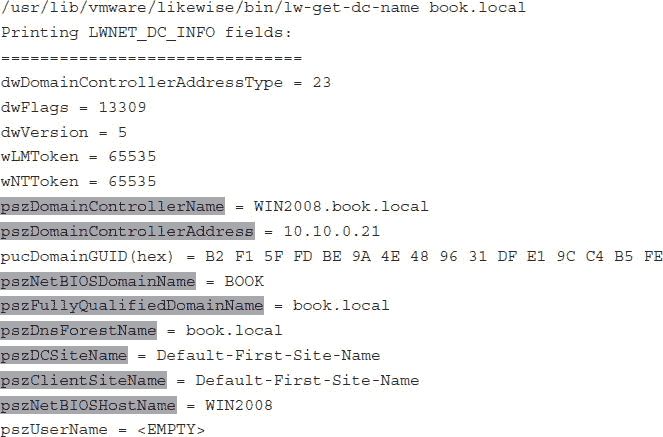 /usr/lib/vmware/likewise/bin/lw-get-dc-name book.local
Printing LWNET_DC_INFO fields:
===============================
dwDomainControllerAddressType = 23
dwFlags = 13309
dwVersion = 5
wLMToken = 65535
wNTToken = 65535
pszDomainControllerName = WIN2008.book.local
pszDomainControllerAddress = 10.10.0.21
pucDomainGUID(hex) = B2 F1 5F FD BE 9A 4E 48 96 31 DF E1 9C C4 B5 FE
pszNetBIOSDomainName = BOOK
pszFullyQualifiedDomainName = book.local
pszDnsForestName = book.local
pszDCSiteName = Default-First-Site-Name
pszClientSiteName = Default-First-Site-Name
pszNetBIOSHostName = WIN2008
pszUserName = <EMPTY>